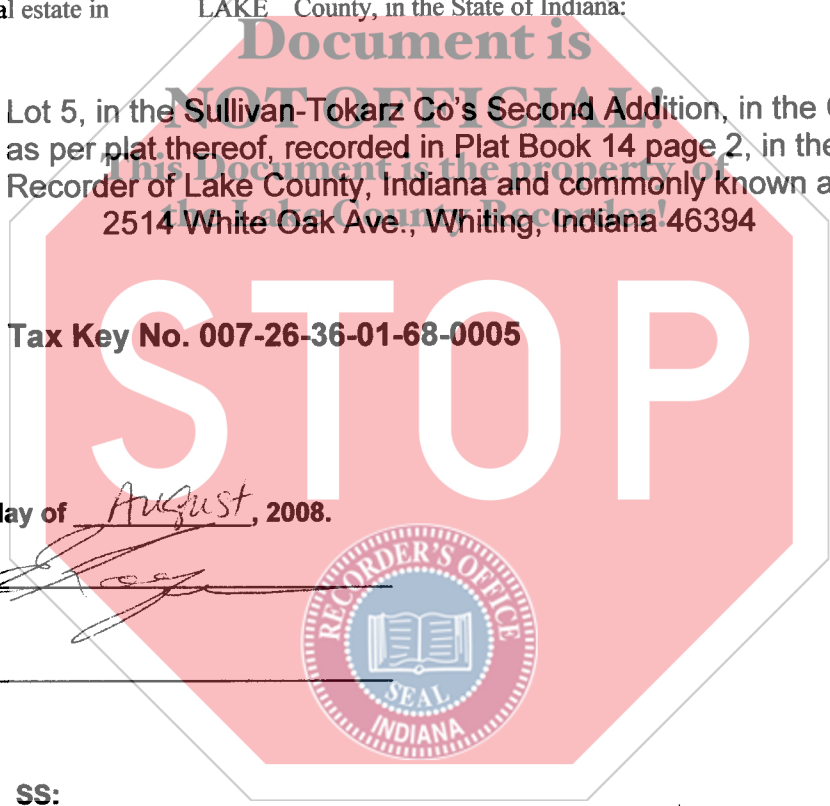 al estate in LAKE County, in the State of Indiana:
Document is
NOT OFFICIAL!
Lot 5, in the Sullivan-Tokarz Co's Second Addition, in the
as per plat thereof, recorded in Plat Book 14 page 2, in the
This Document is the property of
Recorder of Lake County, Indiana and commonly known a
the Lake County Recorder!
2514 White Oak Ave., Whiting, Indiana 46394
STOP
Tax Key No. 007-26-36-01-68-0005
day of August, 2008.
RECORDER'S OFFICE
SEAL
INDIANA
SS: